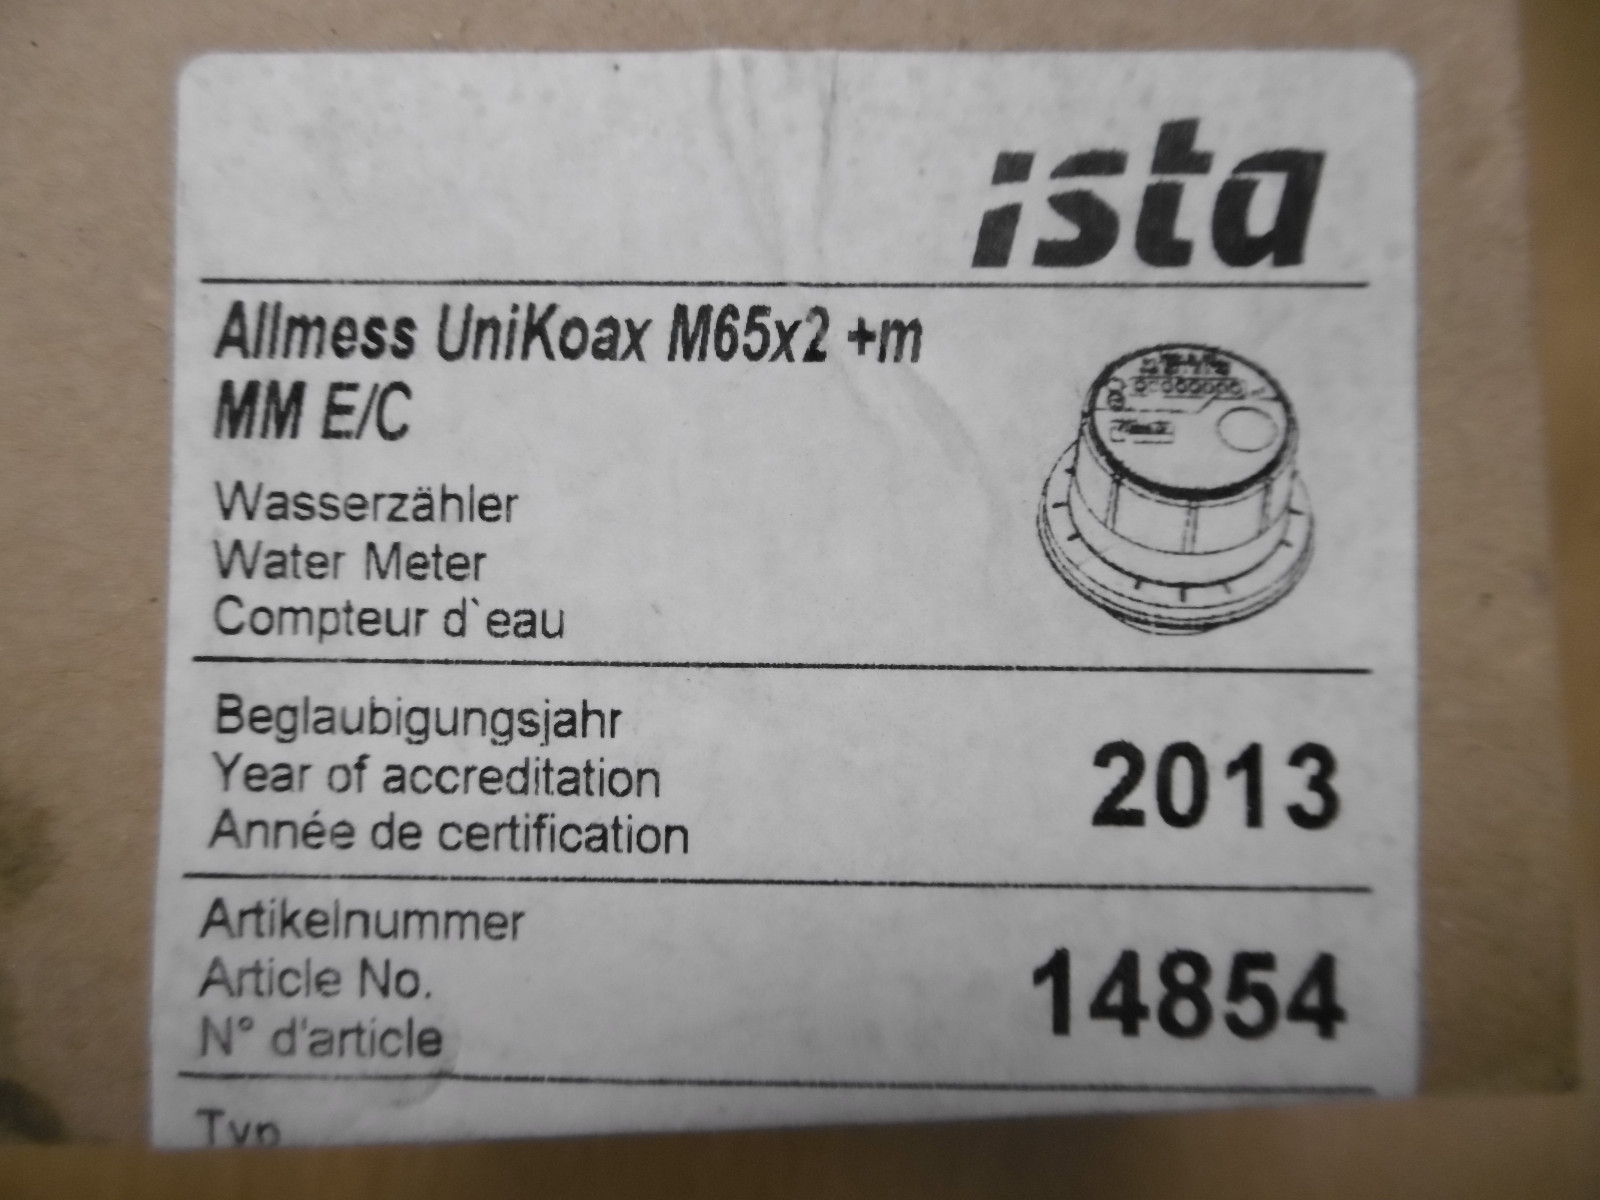 ista
Allmess UniKoax M65x2 +m
MM E/C
Wasserzähler
Water Meter
Compteur d`eau
Beglaubigungsjahr
Year of accreditation
Année de certification
2013
Artikelnummer
Article No.
N° d'article
14854
Typ